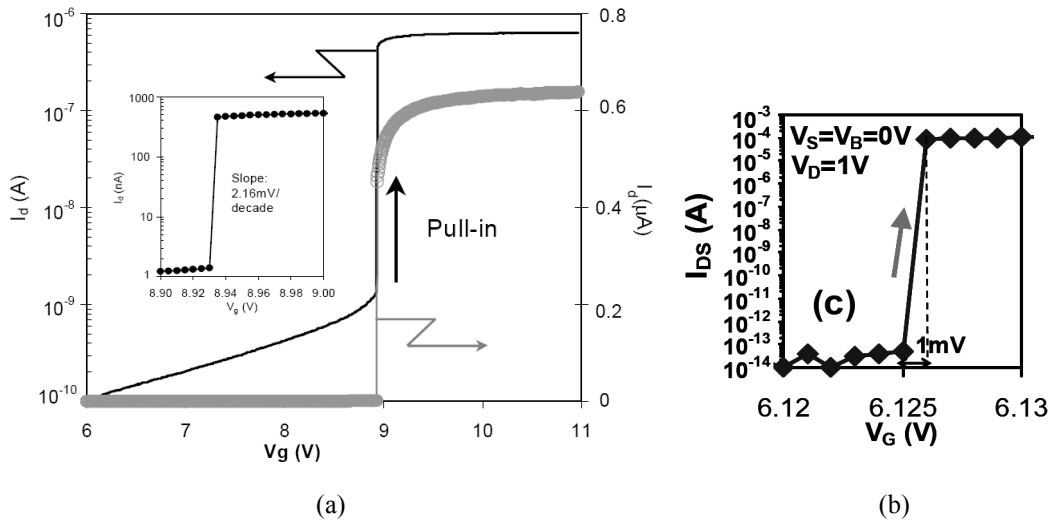 10⁻⁶
10⁻⁷
10⁻⁸
10⁻⁹
10⁻¹⁰
I_d (A)
0.8
0.6
0.4
0.2
0
I_d (µA)
1000
100
10
1
I_d (nA)
Slope:
2.16mV/
decade
8.90 8.92 8.94 8.96 8.98 9.00
V_g (V)
Pull-in
6 7 8 9 10 11
Vg (V)
(a)
10⁻³
10⁻⁴
10⁻⁵
10⁻⁶
10⁻⁷
10⁻⁸
10⁻⁹
10⁻¹⁰
10⁻¹¹
10⁻¹²
10⁻¹³
10⁻¹⁴
I_DS (A)
V_S=V_B=0V
V_D=1V
(c)
1mV
6.12 6.125 6.13
V_G (V)
(b)